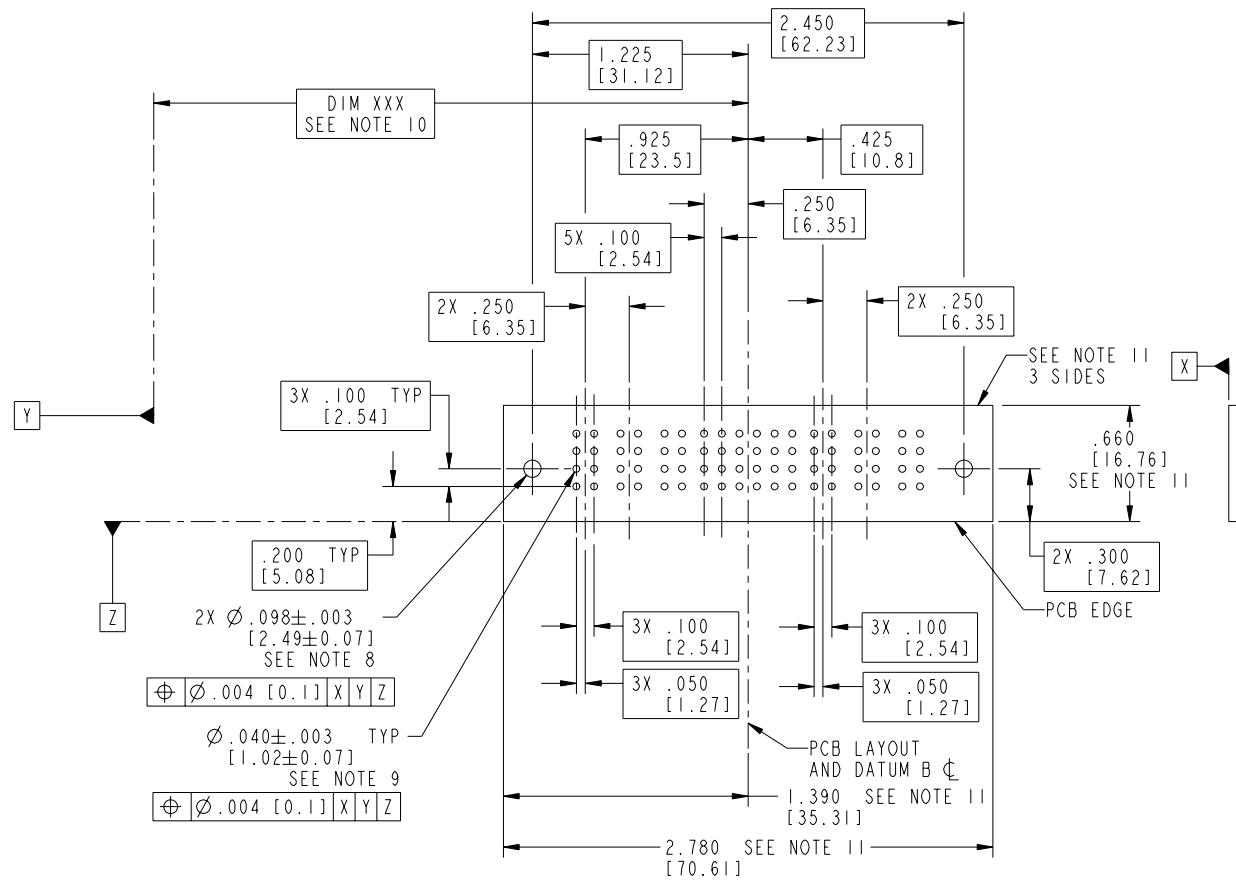 2.450
[62.23]
1.225
[31.12]
DIM XXX
SEE NOTE 10
.925
[23.5]
.425
[10.8]
.250
[6.35]
5X .100
[2.54]
2X .250
[6.35]
2X .250
[6.35]
SEE NOTE 11
3 SIDES
X
3X .100 TYP
[2.54]
Y
.660
[16.76]
SEE NOTE 11
.200 TYP
[5.08]
2X .300
[7.62]
Z
PCB EDGE
2X Ø.098±.003
[2.49±0.07]
SEE NOTE 8
⌖ Ø.004 [0.1] X Y Z
3X .100
[2.54]
3X .100
[2.54]
3X .050
[1.27]
3X .050
[1.27]
Ø.040±.003 TYP
[1.02±0.07]
SEE NOTE 9
⌖ Ø.004 [0.1] X Y Z
PCB LAYOUT
AND DATUM B ℄
1.390 SEE NOTE 11
[35.31]
2.780 SEE NOTE 11
[70.61]